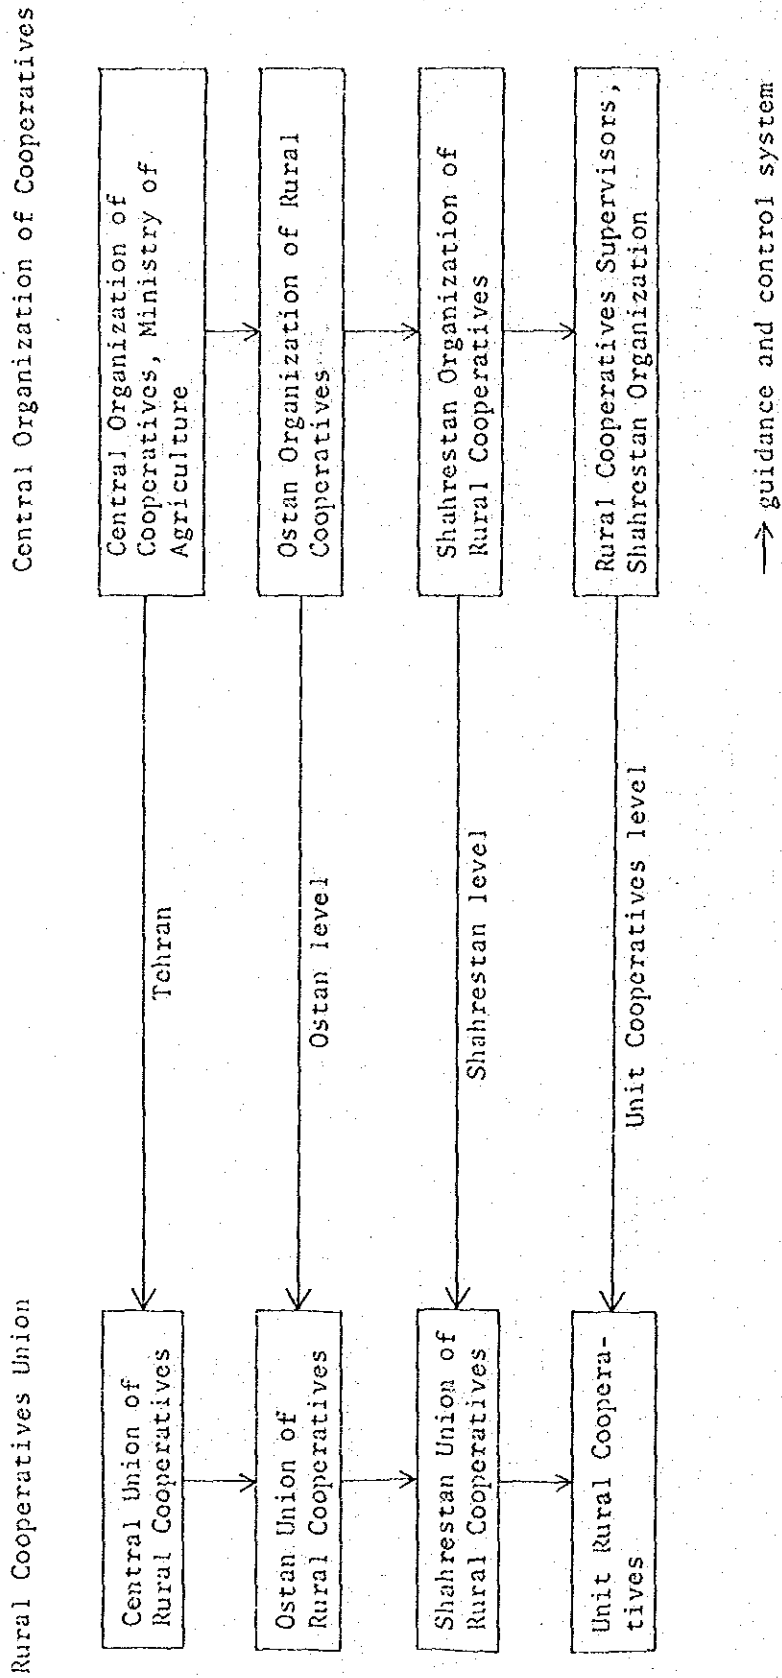 Rural Cooperatives Union
Central Organization of Cooperatives
Central Union of
Rural Cooperatives
Tehran
Central Organization of
Cooperatives, Ministry of
Agriculture
Ostan Union of
Rural Cooperatives
Ostan level
Ostan Organization of Rural
Cooperatives
Shahrestan Union of
Rural Cooperatives
Shahrestan level
Shahrestan Organization of
Rural Cooperatives
Unit Rural Coopera-
tives
Unit Cooperatives level
Rural Cooperatives Supervisors,
Shahrestan Organization
→ guidance and control system